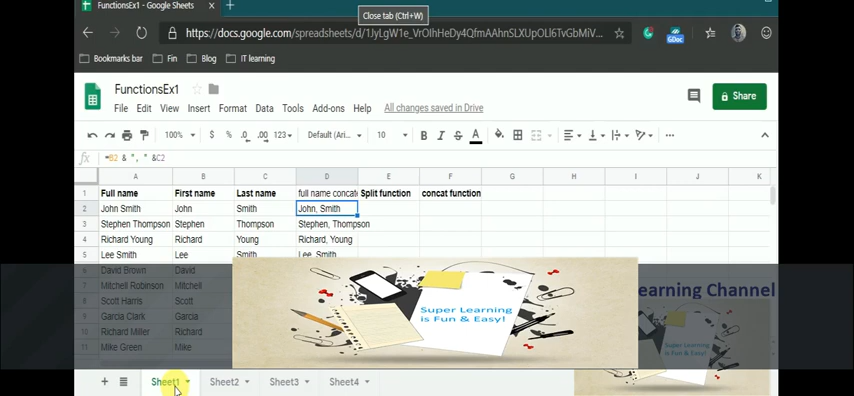 FunctionsEx1 - Google Sheets
Close tab (Ctrl+W)
https://docs.google.com/spreadsheets/d/
Bookmarks bar Fin Blog IT learning
FunctionsEx1
File Edit View Insert Format Data Tools Add-ons Help All changes saved in Drive
Share
100% $ % .0 .00 123 Default (Ari... 10 B I S A
fx =B2 & ", " &C2
A B C D E F G H I J K
1 Full name First name Last name full name concat Split function concat function
2 John Smith John Smith John, Smith
3 Stephen Thompson Stephen Thompson Stephen, Thompson
4 Richard Young Richard Young Richard, Young
5 Lee Smith Lee Smith Lee, Smith
6 David Brown David
7 Mitchell Robinson Mitchell
8 Scott Harris Scott
9 Garcia Clark Garcia
10 Richard Miller Richard
11 Mike Green Mike
Super Learning
is Fun & Easy!
earning Channel
Super Learning
is Fun & Easy!
Sheet1 Sheet2 Sheet3 Sheet4